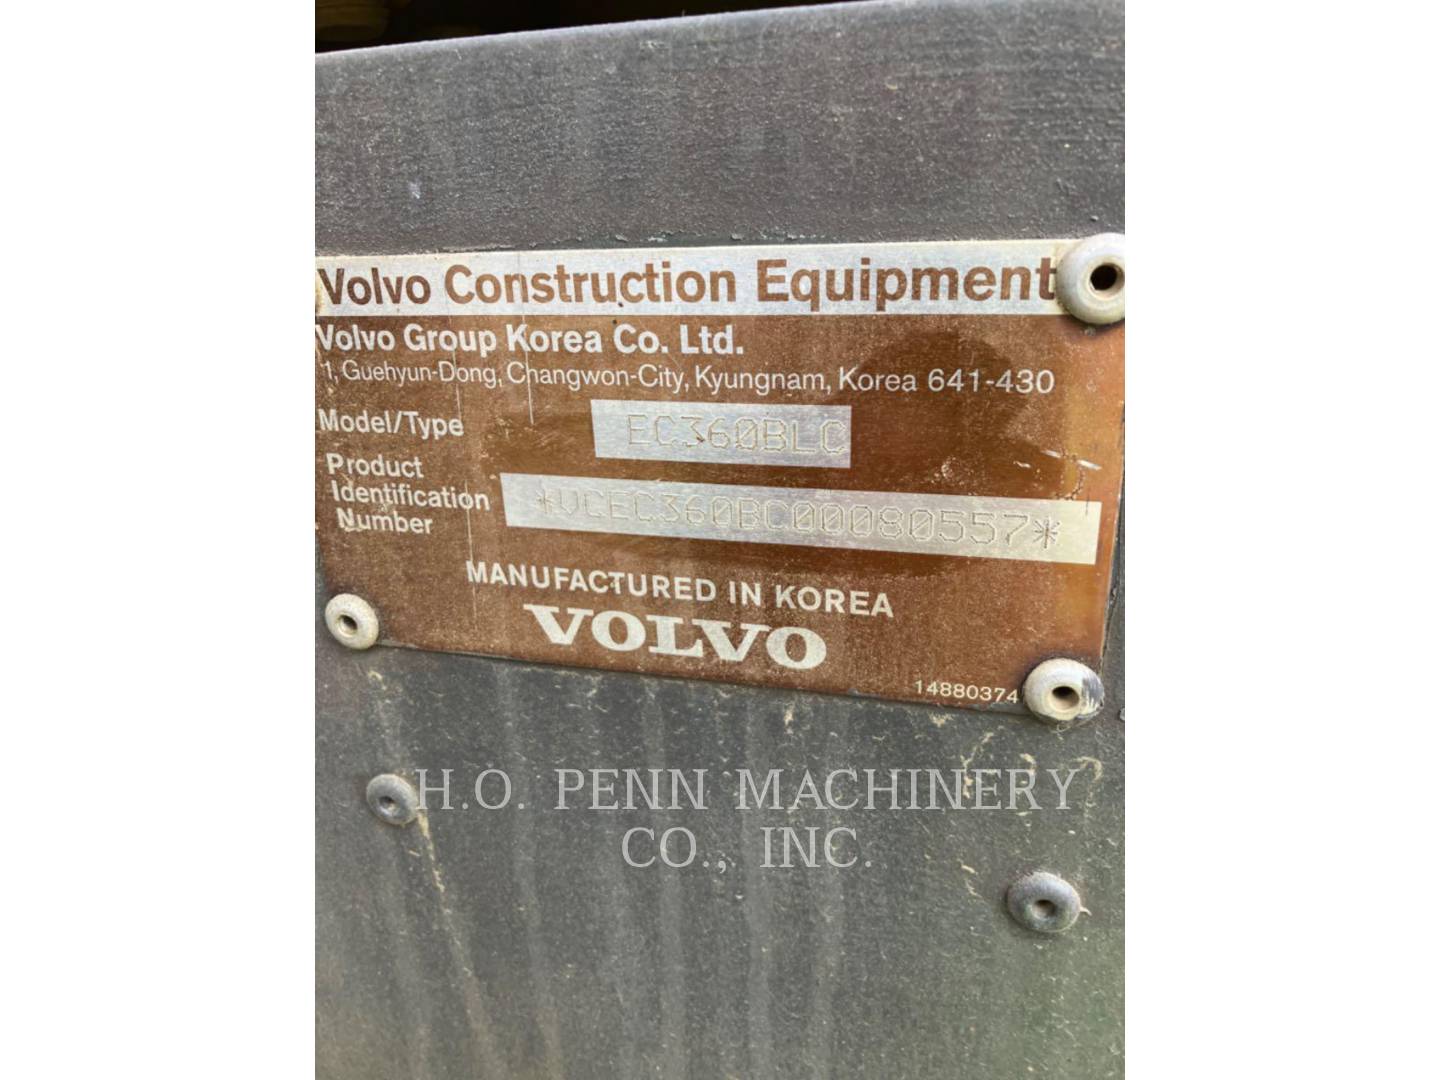 Volvo Construction Equipment
Volvo Group Korea Co. Ltd.
1, Guehyun-Dong, Changwon-City, Kyungnam, Korea 641-430
Model/Type EC360BLC
Product
Identification
Number *VCEC360BC00080557*
MANUFACTURED IN KOREA
VOLVO
14880374
H.O. PENN MACHINERY
CO., INC.